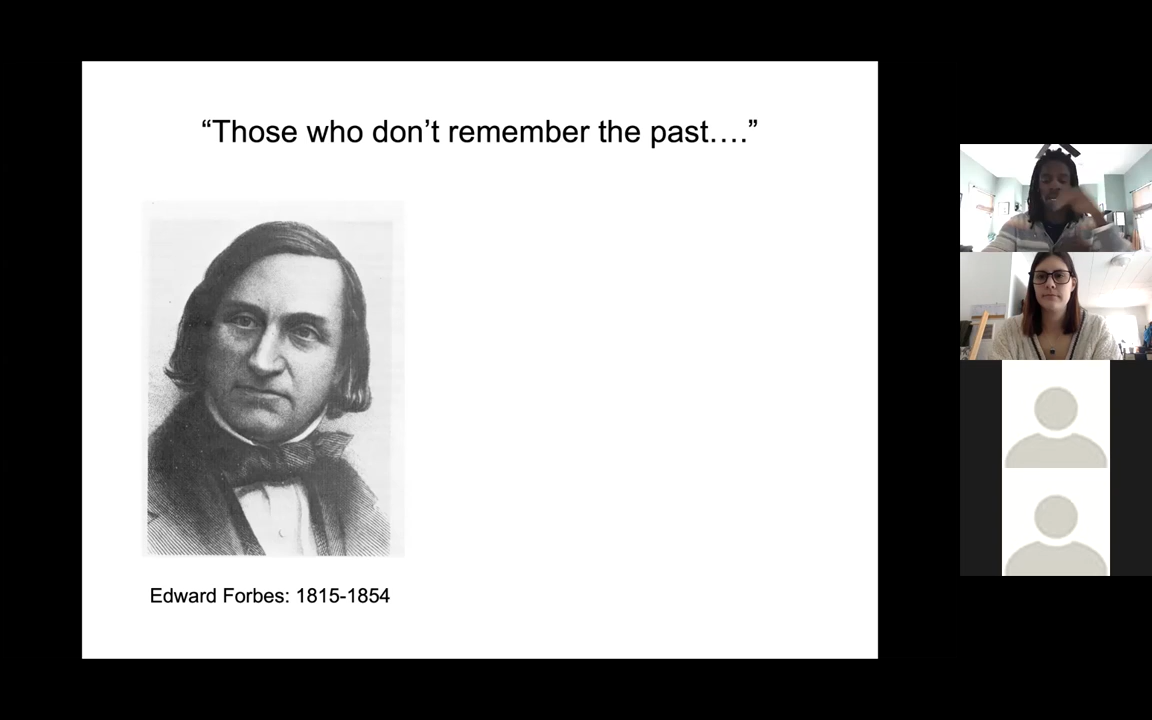 “Those who don’t remember the past….”
Edward Forbes: 1815-1854